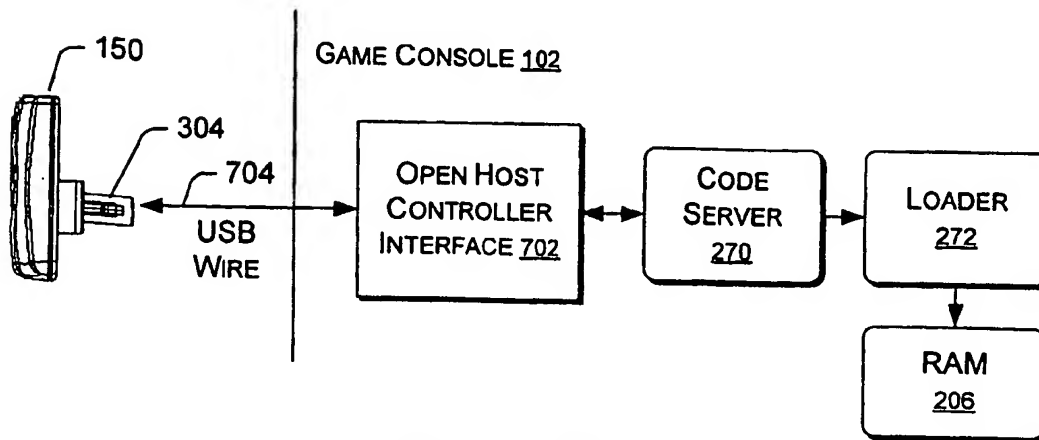 150
304
704
USB
WIRE
GAME CONSOLE 102
OPEN HOST
CONTROLLER
INTERFACE 702
CODE
SERVER
270
LOADER
272
RAM
206